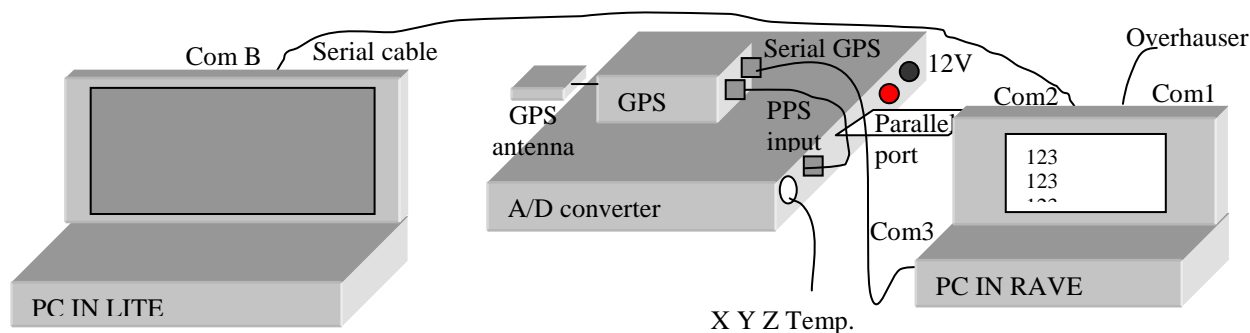 Com B
Serial cable
Serial GPS
12V
Overhauser
GPS
antenna
GPS
PPS
input
Parallel
port
Com2
Com1
123
123
123
A/D converter
Com3
PC IN LITE
PC IN RAVE
X Y Z Temp.